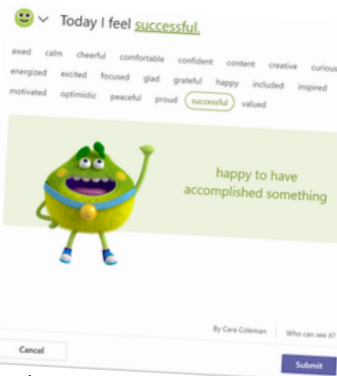 Today I feel successful.
awed calm cheerful comfortable confident content creative curious
energized excited focused glad grateful happy included inspired
motivated optimistic peaceful proud successful valued
happy to have
accomplished something
By Cara Coleman Who can see it?
Cancel
Submit